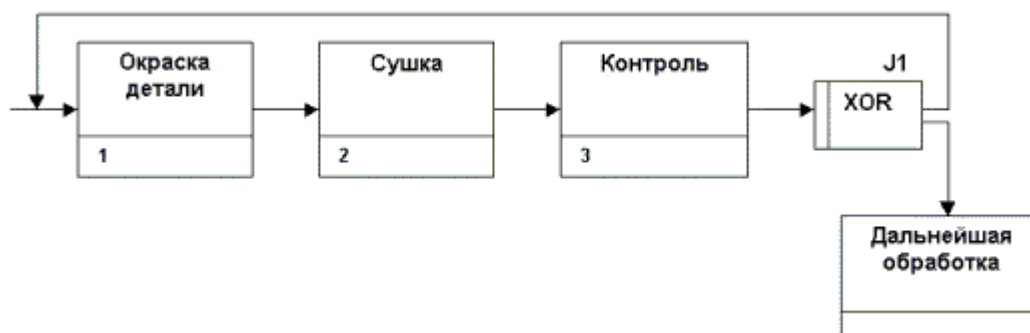 Окраска
детали
1
Сушка
2
Контроль
3
J1
XOR
Дальнейшая
обработка